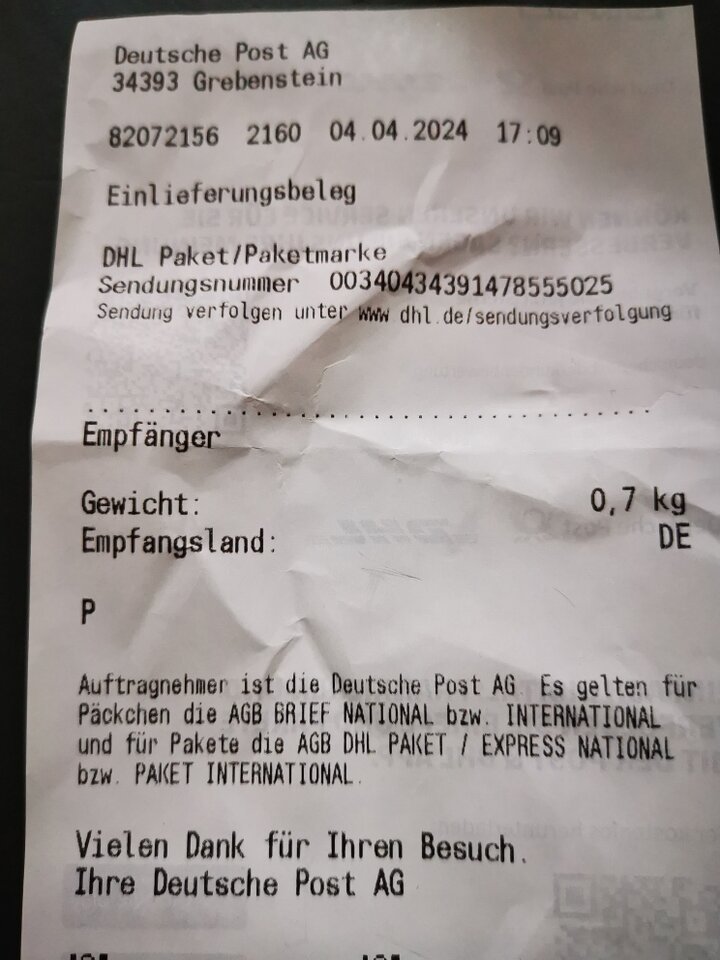 Deutsche Post AG
34393 Grebenstein
82072156 2160 04.04.2024 17:09
Einlieferungsbeleg
DHL Paket/Paketmarke
Sendungsnummer 00340434391478555025
Sendung verfolgen unter www.dhl.de/sendungsverfolgung
Empfänger
Gewicht: 0,7 kg
Empfangsland: DE
P
Auftragnehmer ist die Deutsche Post AG. Es gelten für
Päckchen die AGB BRIEF NATIONAL bzw. INTERNATIONAL
und für Pakete die AGB DHL PAKET / EXPRESS NATIONAL
bzw. PAKET INTERNATIONAL.
Vielen Dank für Ihren Besuch.
Ihre Deutsche Post AG